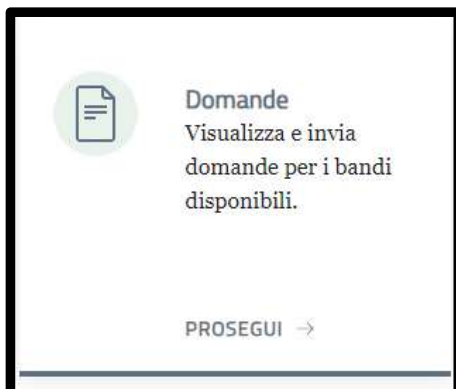 Domande
Visualizza e invia
domande per i bandi
disponibili.
PROSEGUI →